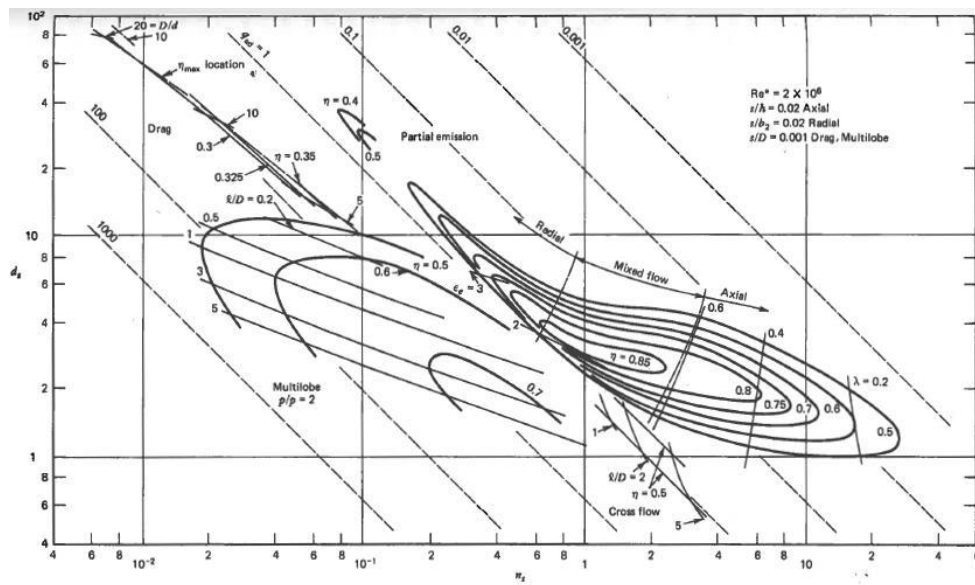 10²
8
6
4
2
10
8
6
4
2
1
8
6
4
d_s
20 = D/d
10
η_max location
10
Drag
0.3
η = 0.35
0.325
5
ℓ/D = 0.2
0.1
0.01
0.001
100
1000
η = 0.4
0.5
Partial emission
Re* = 2 × 10⁶
s/h = 0.02 Axial
s/b₂ = 0.02 Radial
s/D = 0.001 Drag, Multilobe
0.5
1
3
5
0.6
η = 0.5
0.7
Multilobe
p/p = 2
Radial
Mixed flow
Axial
= 3
2
0.6
0.4
λ = 0.2
η = 0.85
0.8
0.75
0.7
0.6
0.5
1
ℓ/D = 2
η = 0.5
Cross flow
5
4 6 8 10⁻² 2 4 6 8 10⁻¹ 2 4 6 8 1 2 4 6 8 10 2 4 6
n_s